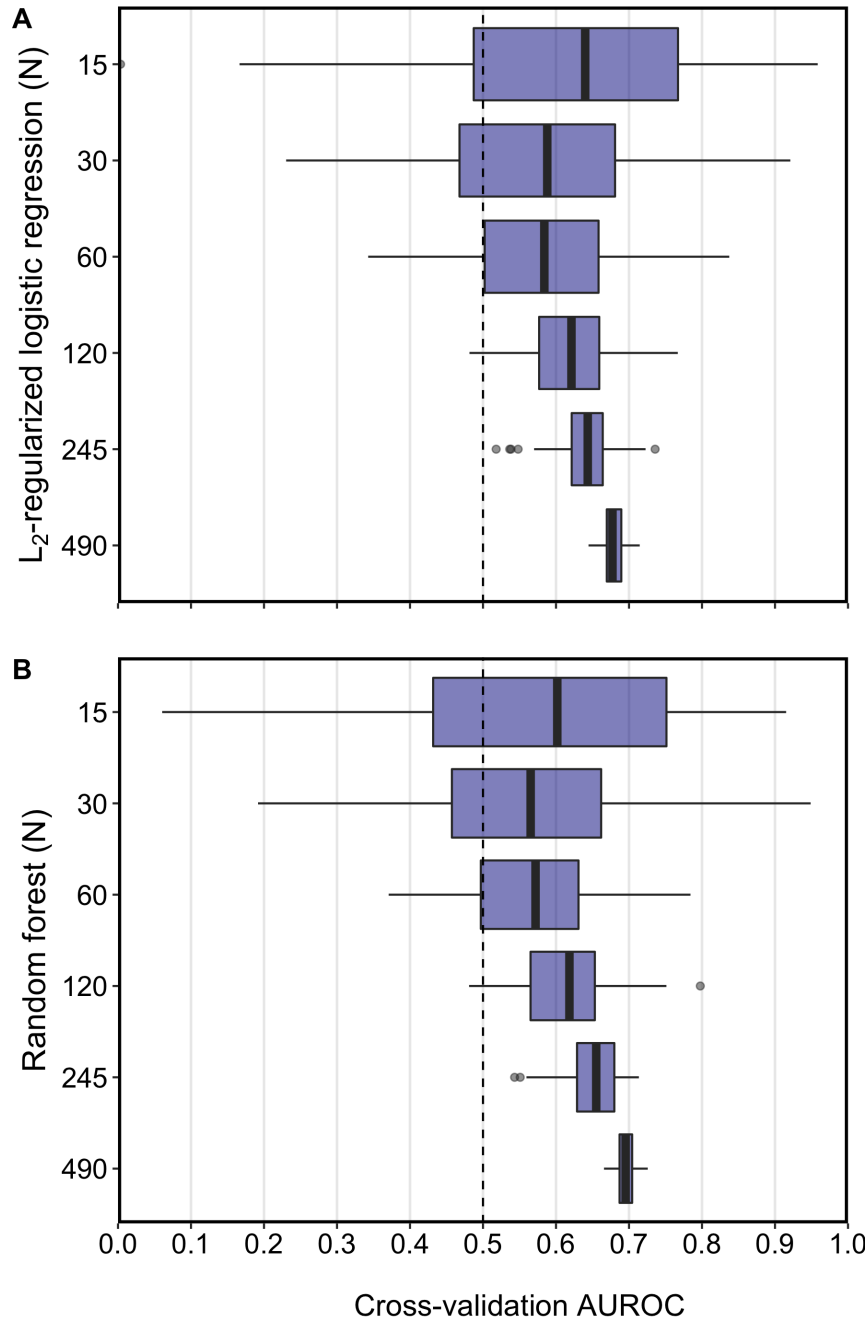 A
L₂-regularized logistic regression (N)
15
30
60
120
245
490
B
Random forest (N)
15
30
60
120
245
490
0.0 0.1 0.2 0.3 0.4 0.5 0.6 0.7 0.8 0.9 1.0
Cross-validation AUROC